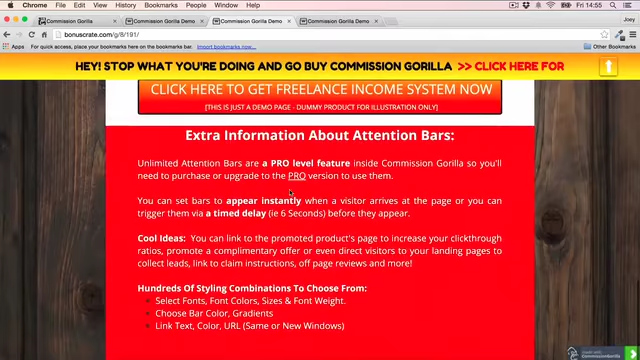 Chrome File Edit View History Bookmarks People Window Help Fri 14:55 Joey
Commission Gorilla Commission Gorilla Demo Commission Gorilla Demo Commission Gorilla Demo
bonuscrate.com/g/8/191/
Apps For quick access, place your bookmarks here on the bookmarks bar. Import bookmarks now... Other Bookmarks
HEY! STOP WHAT YOU'RE DOING AND GO BUY COMMISSION GORILLA >> CLICK HERE FOR
CLICK HERE TO GET FREELANCE INCOME SYSTEM NOW
[THIS IS JUST A DEMO PAGE - DUMMY PRODUCT FOR ILLUSTRATION ONLY]
Extra Information About Attention Bars:
Unlimited Attention Bars are a PRO level feature inside Commission Gorilla so you'll
need to purchase or upgrade to the PRO version to use them.
You can set bars to appear instantly when a visitor arrives at the page or you can
trigger them via a timed delay (ie 6 Seconds) before they appear.
Cool Ideas: You can link to the promoted product's page to increase your clickthrough
ratios, promote a complimentary offer or even direct visitors to your landing pages to
collect leads, link to claim instructions, off page reviews and more!
Hundreds Of Styling Combinations To Choose From:
Select Fonts, Font Colors, Sizes & Font Weight.
Choose Bar Color, Gradients
Link Text, Color, URL (Same or New Windows)
CommissionGorilla